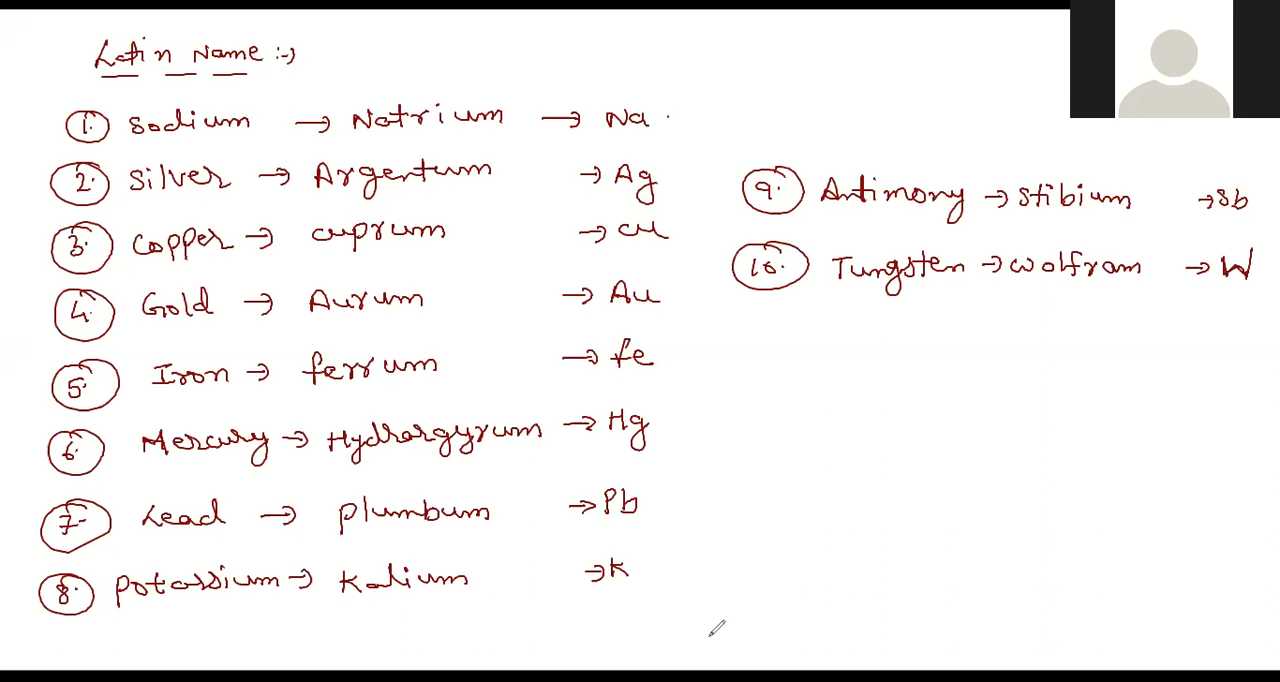 Latin Name :-)
1. Sodium → Natrium → Na
2. Silver → Argentum → Ag
3. Copper → cuprum → cu
4. Gold → Aurum → Au
5. Iron → ferrum → fe
6. Mercury → Hydrargyrum → Hg
7. Lead → plumbum → Pb
8. potassium → Kalium → K
9. Antimony → stibium → sb
10. Tungsten → wolfram → W